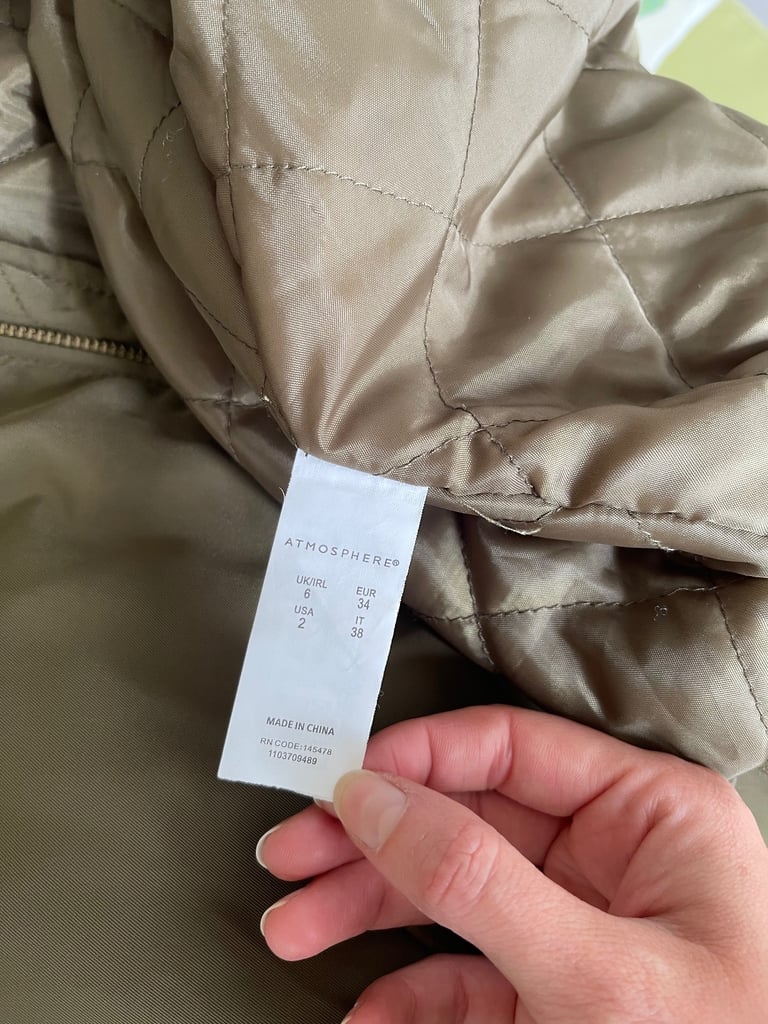 ATMOSPHERE®
UK/IRL
6
EUR
34
USA
2
IT
38
MADE IN CHINA
RN CODE:145478
1103709489